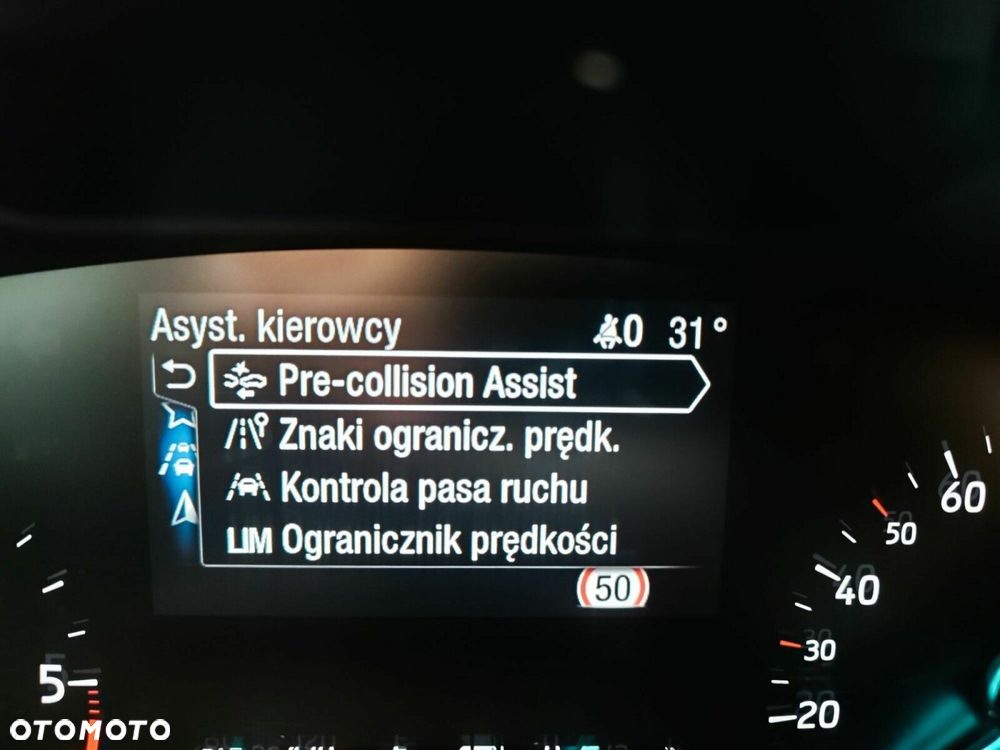 Asyst. kierowcy 0 31°
Pre-collision Assist
Znaki ogranicz. prędk.
Kontrola pasa ruchu
LIM Ogranicznik prędkości
50
60
50
40
30
20
5
OTOMOTO